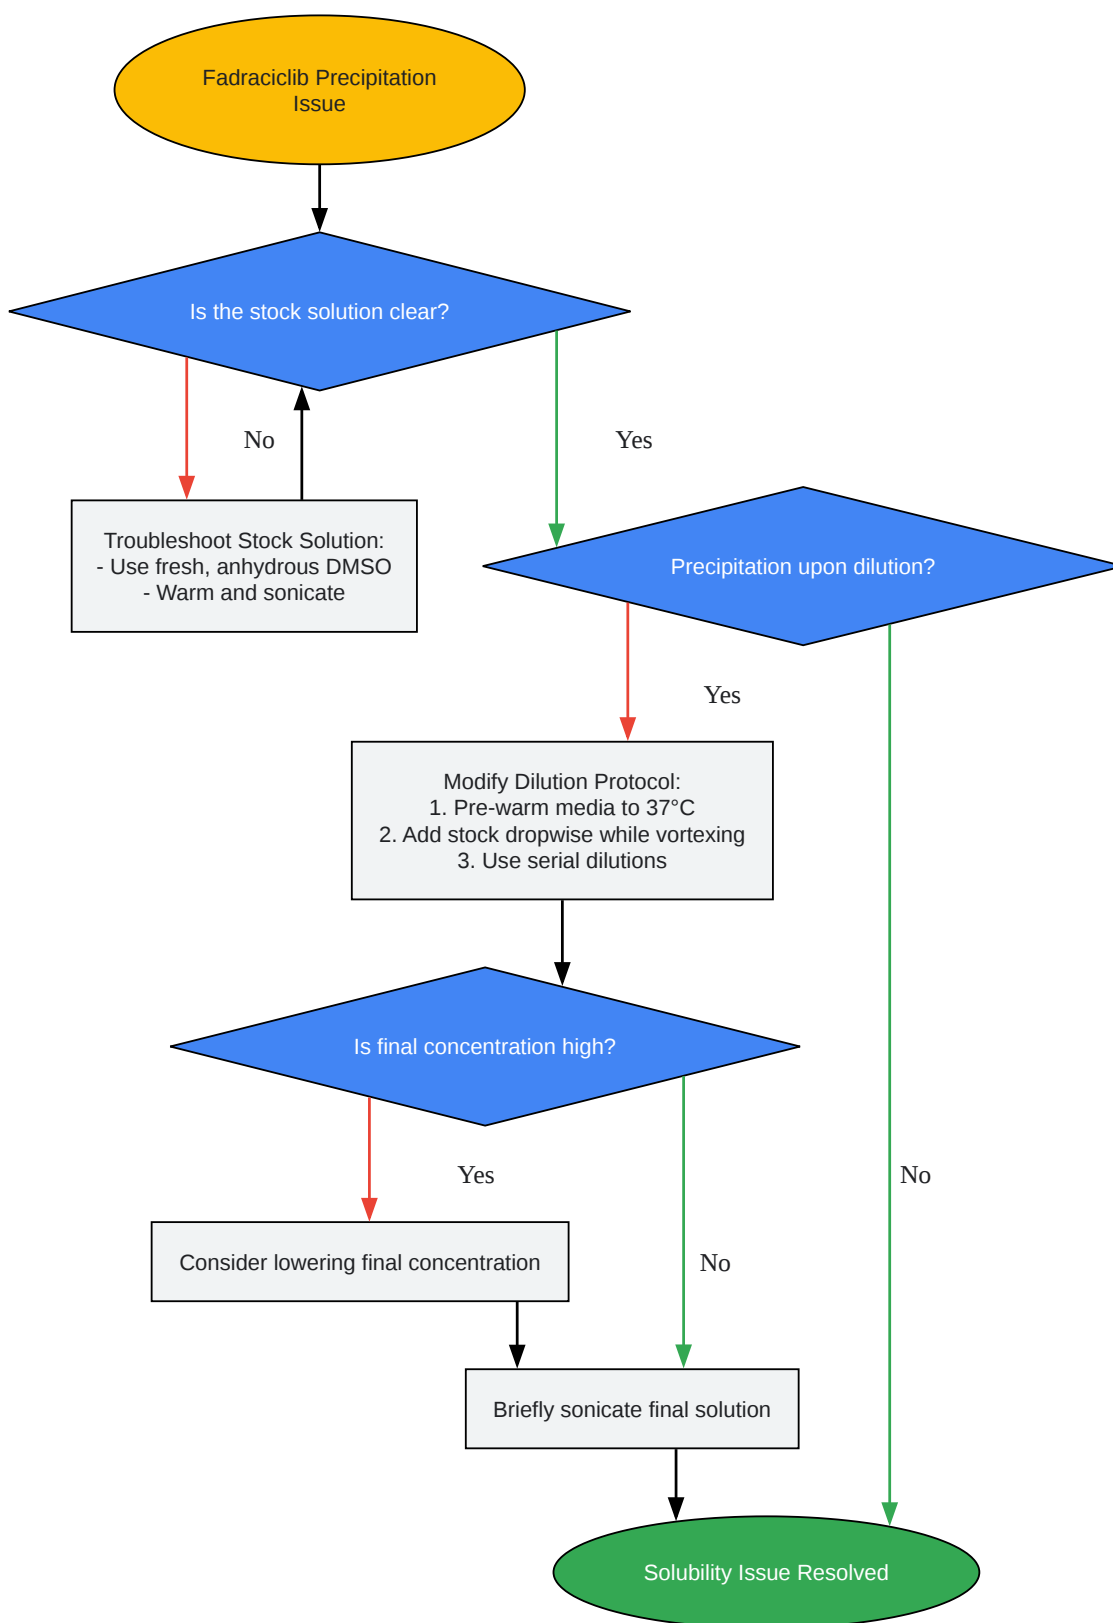 Fadraciclib Precipitation
Issue
Is the stock solution clear?
No
Yes
Troubleshoot Stock Solution:
- Use fresh, anhydrous DMSO
- Warm and sonicate
Precipitation upon dilution?
Yes
Modify Dilution Protocol:
1. Pre-warm media to 37°C
2. Add stock dropwise while vortexing
3. Use serial dilutions
Is final concentration high?
Yes
No
Consider lowering final concentration
No
Briefly sonicate final solution
Solubility Issue Resolved